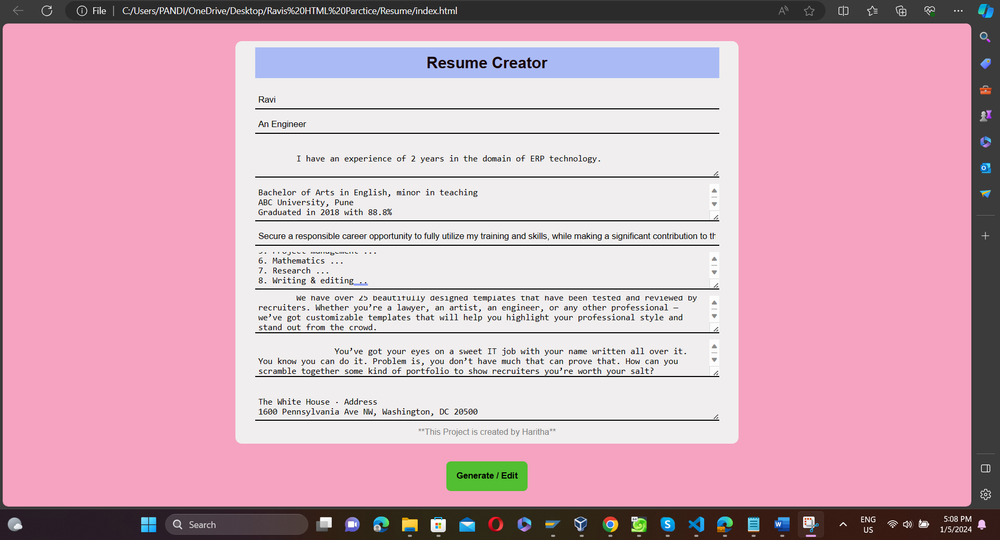 File
C:/Users/PANDI/OneDrive/Desktop/Ravis%20HTML%20Parctice/Resume/index.html
Resume Creator
Ravi
An Engineer
I have an experience of 2 years in the domain of ERP technology.
Bachelor of Arts in English, minor in teaching
ABC University, Pune
Graduated in 2018 with 88.8%
Secure a responsible career opportunity to fully utilize my training and skills, while making a significant contribution to th
5. Project management ...
6. Mathematics ...
7. Research ...
8. Writing & editing ..
We have over 25 beautifully designed templates that have been tested and reviewed by
recruiters. Whether you’re a lawyer, an artist, an engineer, or any other professional —
we’ve got customizable templates that will help you highlight your professional style and
stand out from the crowd.
You’ve got your eyes on a sweet IT job with your name written all over it.
You know you can do it. Problem is, you don’t have much that can prove that. How can you
scramble together some kind of portfolio to show recruiters you’re worth your salt?
The White House · Address
1600 Pennsylvania Ave NW, Washington, DC 20500
**This Project is created by Haritha**
Generate / Edit
Search
ENG
US
5:08 PM
1/5/2024